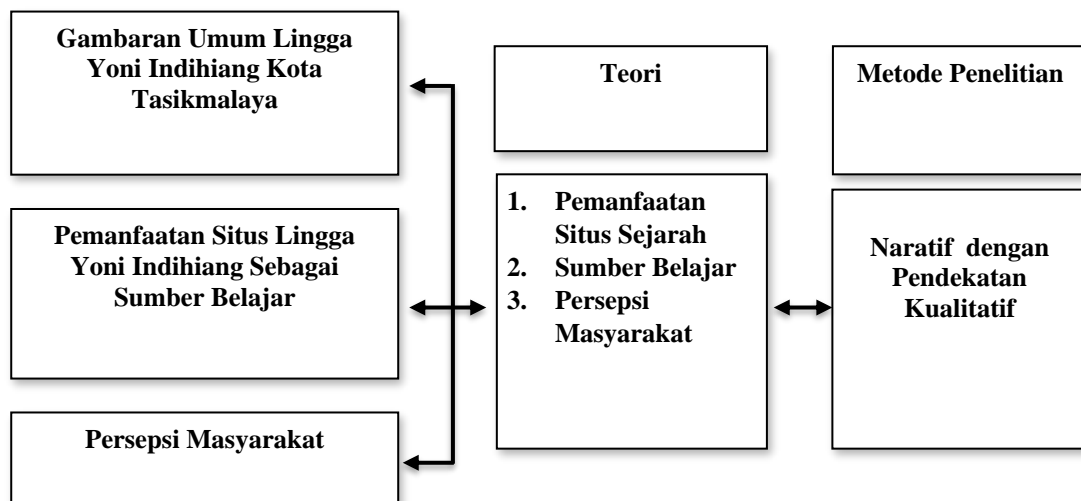 Gambaran Umum Lingga
Yoni Indihiang Kota
Tasikmalaya
Pemanfaatan Situs Lingga
Yoni Indihiang Sebagai
Sumber Belajar
Persepsi Masyarakat
Teori
1. Pemanfaatan
Situs Sejarah
2. Sumber Belajar
3. Persepsi
Masyarakat
Metode Penelitian
Naratif dengan
Pendekatan
Kualitatif